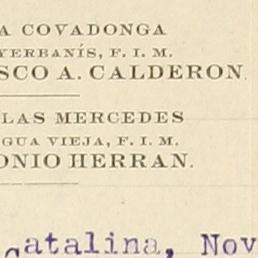 A COVADONGA
YERBANÍS, F. I. M.
SCO A. CALDERON.
LAS MERCEDES
GUA VIEJA, F. I. M.
ONIO HERRAN.
Catalina, Nov